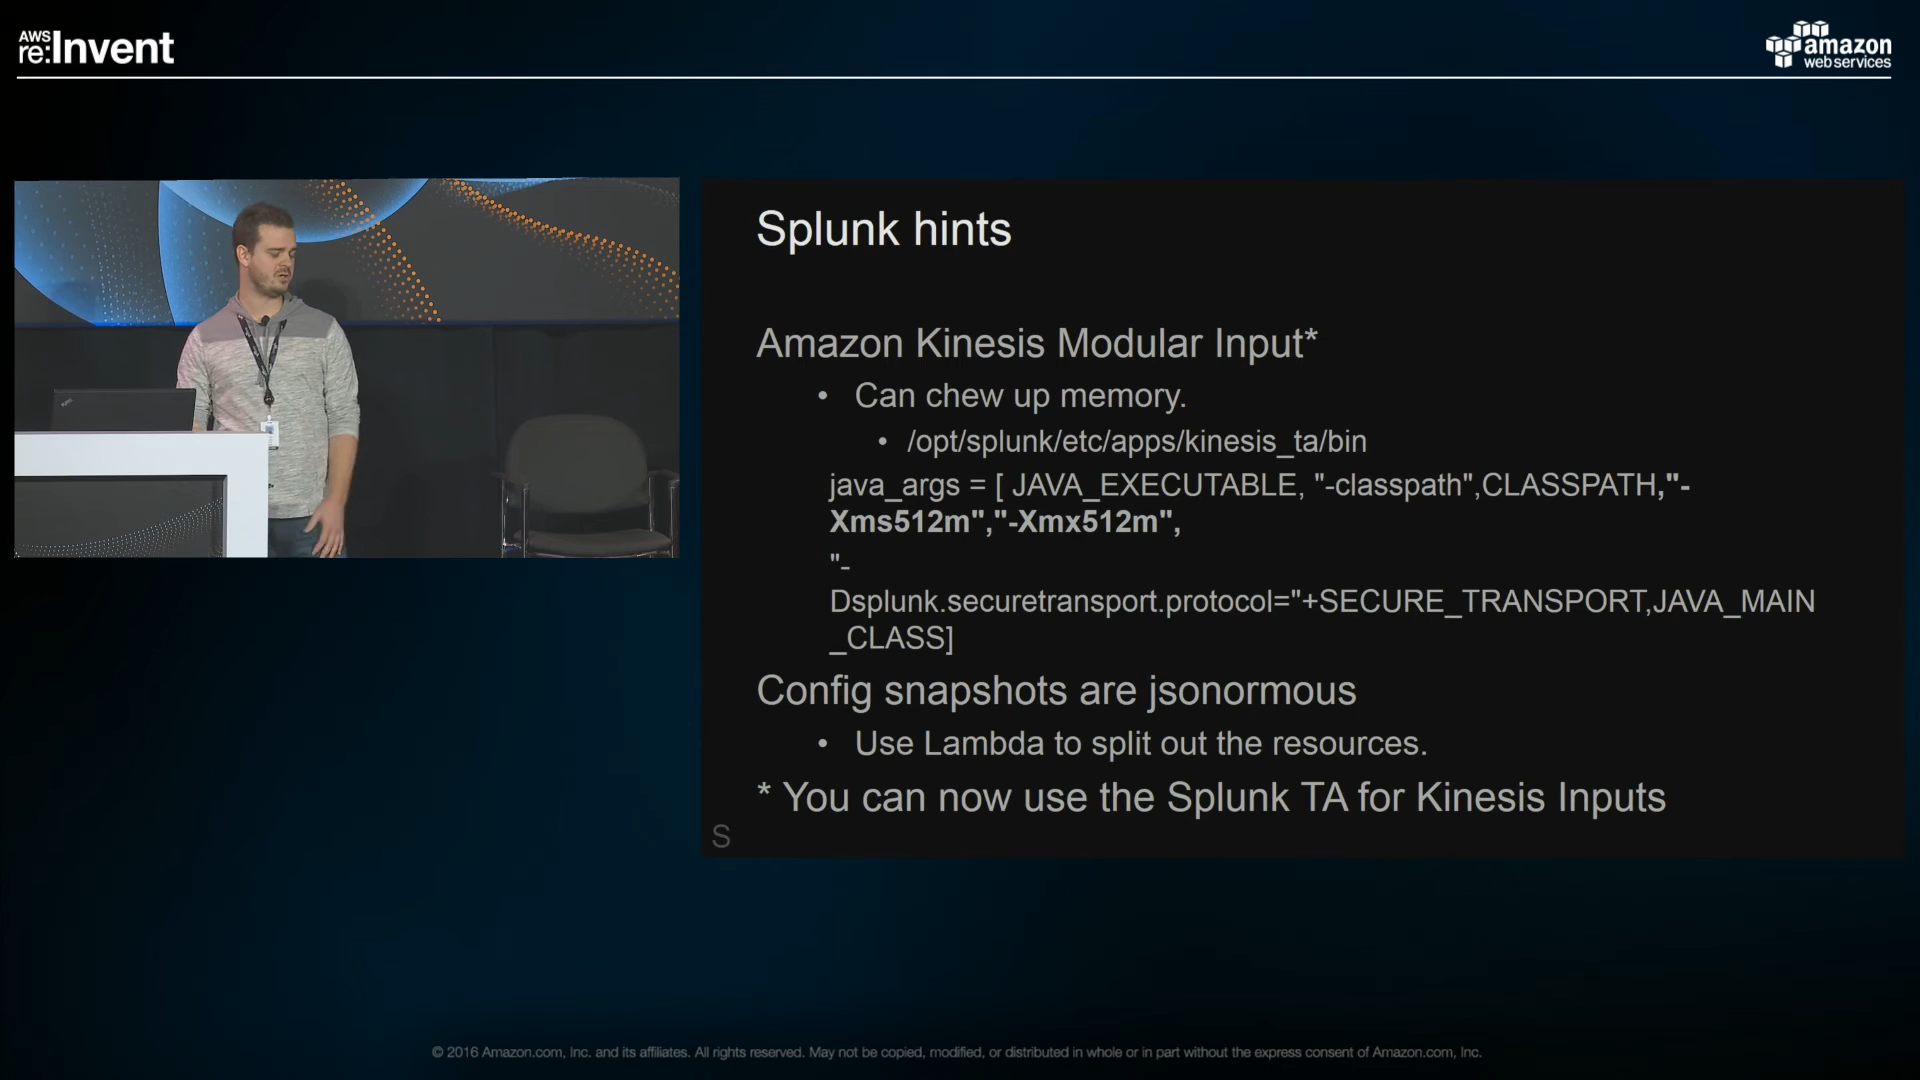 AWS
re:Invent
amazon
web services
Splunk hints
Amazon Kinesis Modular Input*
• Can chew up memory.
• /opt/splunk/etc/apps/kinesis_ta/bin
java_args = [ JAVA_EXECUTABLE, "-classpath",CLASSPATH,"-
Xms512m","-Xmx512m",
"-
Dsplunk.securetransport.protocol="+SECURE_TRANSPORT,JAVA_MAIN
_CLASS]
Config snapshots are jsonormous
• Use Lambda to split out the resources.
* You can now use the Splunk TA for Kinesis Inputs
S
© 2016 Amazon.com, Inc. and its affiliates. All rights reserved. May not be copied, modified, or distributed in whole or in part without the express consent of Amazon.com, Inc.